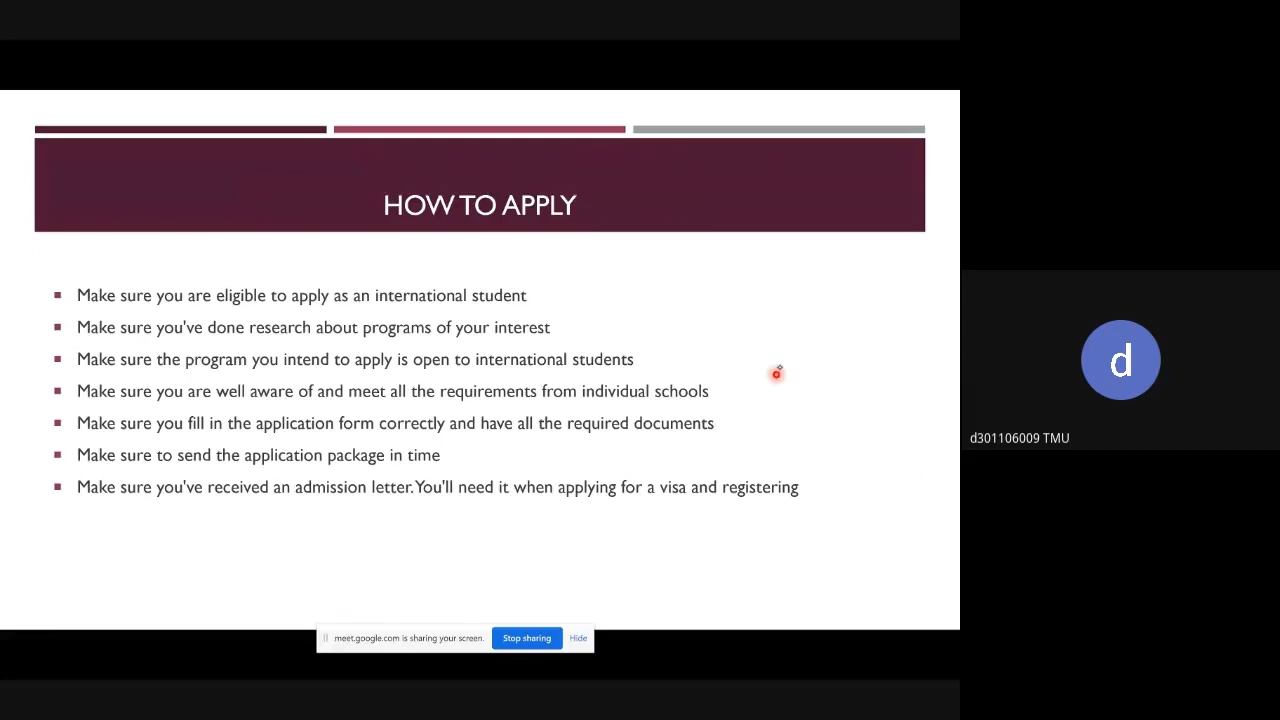 HOW TO APPLY
Make sure you are eligible to apply as an international student
Make sure you've done research about programs of your interest
Make sure the program you intend to apply is open to international students
Make sure you are well aware of and meet all the requirements from individual schools
Make sure you fill in the application form correctly and have all the required documents
Make sure to send the application package in time
Make sure you've received an admission letter. You'll need it when applying for a visa and registering
d
d301106009 TMU
meet.google.com is sharing your screen. Stop sharing Hide